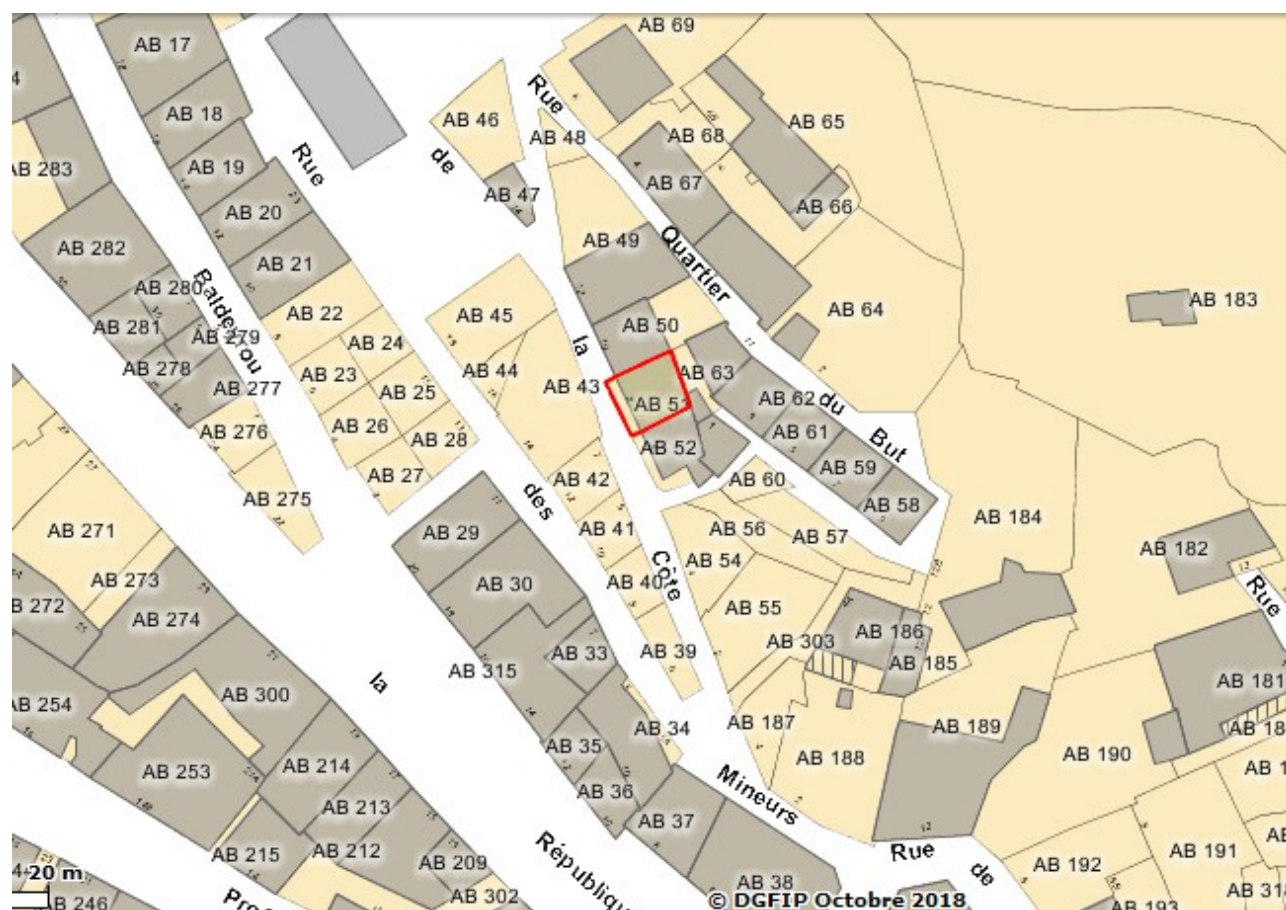 AB 69
AB 17
Rue
AB 65
AB 18
AB 46
AB 48
AB 68
4
Rue
de
AB 19
AB 283
AB 67
AB 47
AB 66
AB 20
AB 282
AB 49
Quartier
AB 21
AB 280
AB 183
AB 22
AB 45
AB 50
AB 64
AB 281
AB 279
Baldeyrou
la
AB 24
AB 278
AB 44
AB 43
AB 63
AB 23
AB 277
AB 25
AB 51
AB 62
du
AB 276
AB 26
AB 28
AB 52
AB 61
But
AB 27
AB 42
AB 60
AB 59
AB 275
des
AB 58
AB 271
AB 29
AB 41
AB 56
AB 57
AB 184
AB 182
Côte
AB 54
AB 273
AB 30
AB 40
Rue
B 272
AB 274
AB 55
AB 303
AB 186
AB 33
AB 39
AB 185
AB 315
la
AB 181
AB 300
AB 254
AB 187
AB 189
AB 34
AB 18
AB 190
AB 35
AB 188
AB 253
AB 214
Mineurs
AB 1
AB 36
AB 213
AB 37
AB 215
AB 212
Rue
AB 191
AB 209
AB 192
de
République
20 m
AB 38
AB 302
AB 318
AB 246
© DGFIP Octobre 2018
AB 193